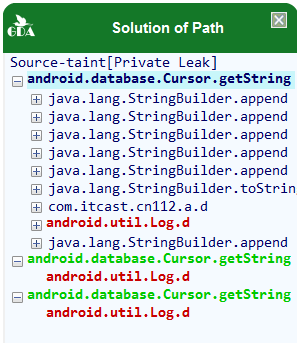 GDA
Solution of Path
Source-taint[Private Leak]
android.database.Cursor.getString
java.lang.StringBuilder.append
java.lang.StringBuilder.append
java.lang.StringBuilder.append
java.lang.StringBuilder.append
java.lang.StringBuilder.append
java.lang.StringBuilder.toStrin
com.itcast.cn112.a.d
android.util.Log.d
java.lang.StringBuilder.append
android.database.Cursor.getString
android.util.Log.d
android.database.Cursor.getString
android.util.Log.d